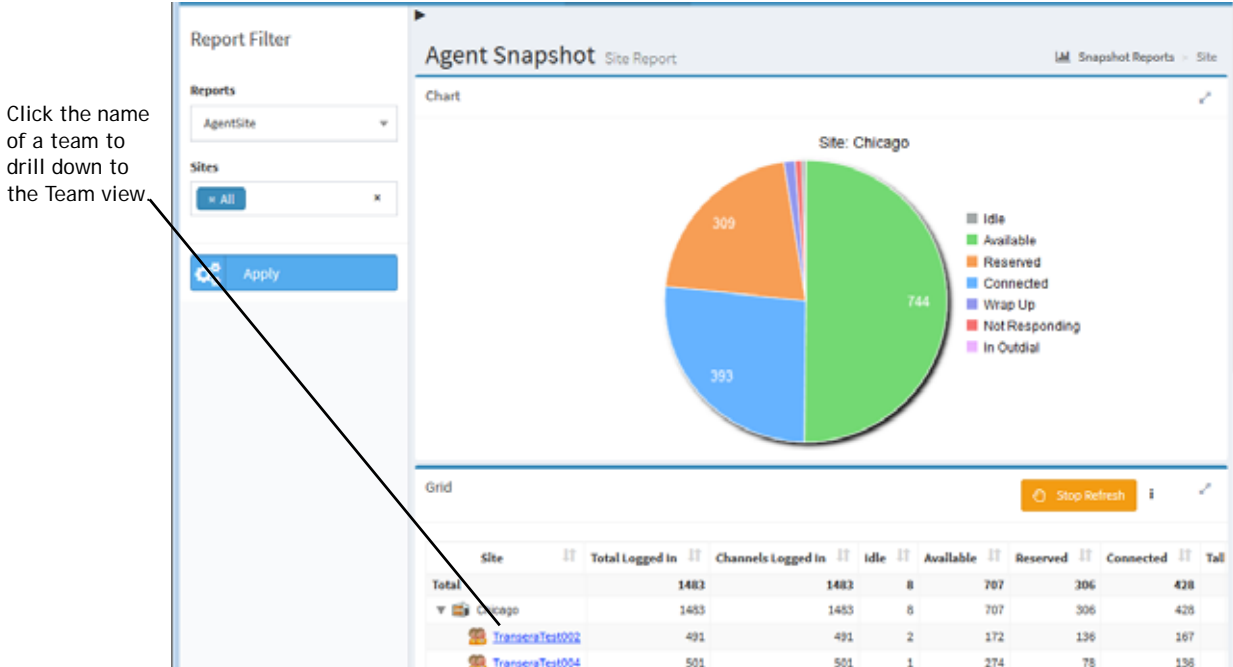 Click the name
of a team to
drill down to
the Team view
Report Filter
Reports
AgentSite
Sites
× All
×
Apply
Agent Snapshot Site Report
Snapshot Reports > Site
Chart
Site: Chicago
309
744
393
Idle
Available
Reserved
Connected
Wrap Up
Not Responding
In Outdial
Grid
Stop Refresh
i
Site Total Logged In Channels Logged In Idle Available Reserved Connected Tal
Total 1483 1483 8 707 306 428
Chicago 1483 1483 8 707 306 428
TranseraTest002 491 491 2 172 136 167
TranseraTest004 501 501 1 274 78 136